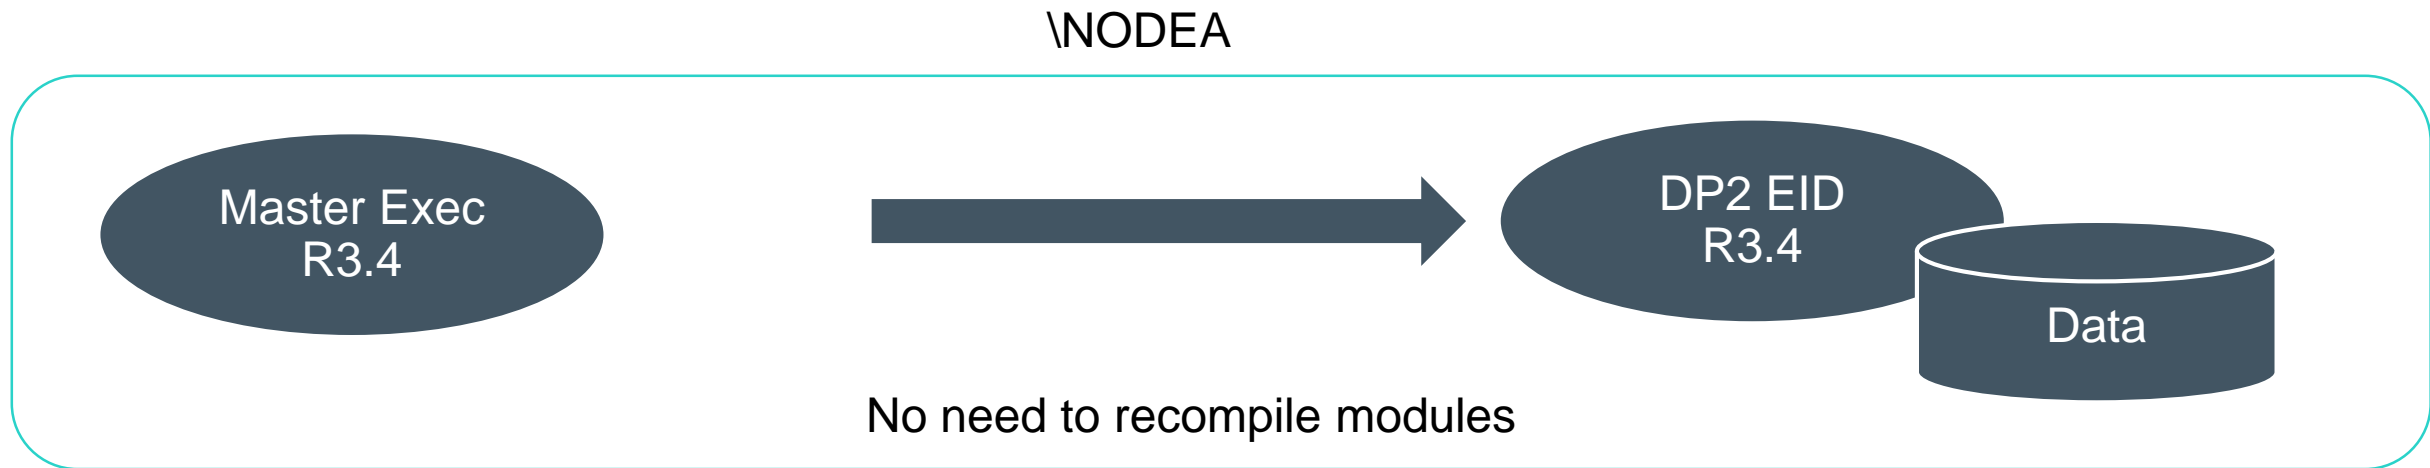 \NODEA
Master Exec
R3.4
DP2 EID
R3.4
Data
No need to recompile modules